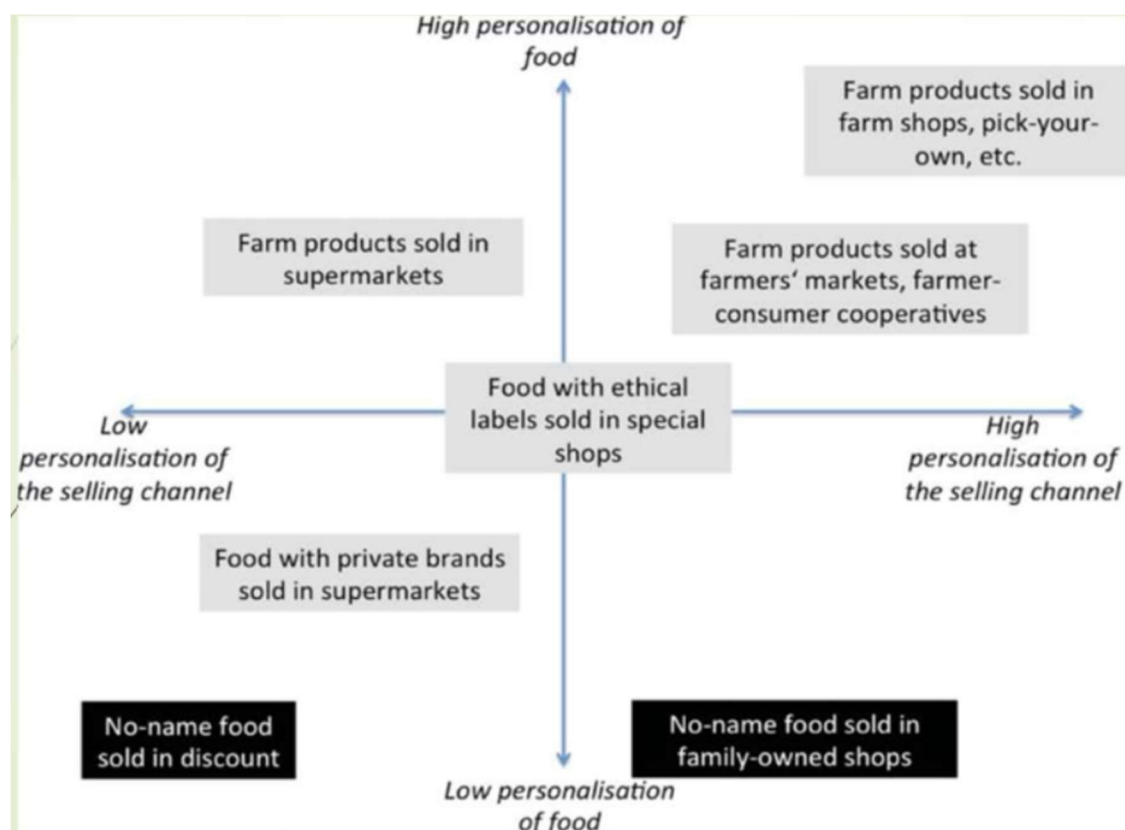 High personalisation of
food
Farm products sold in
farm shops, pick-your-
own, etc.
Farm products sold in
supermarkets
Farm products sold at
farmers‘ markets, farmer-
consumer cooperatives
Food with ethical
labels sold in special
shops
Low
personalisation of
the selling channel
High
personalisation of
the selling channel
Food with private brands
sold in supermarkets
No-name food
sold in discount
No-name food sold in
family-owned shops
Low personalisation
of food